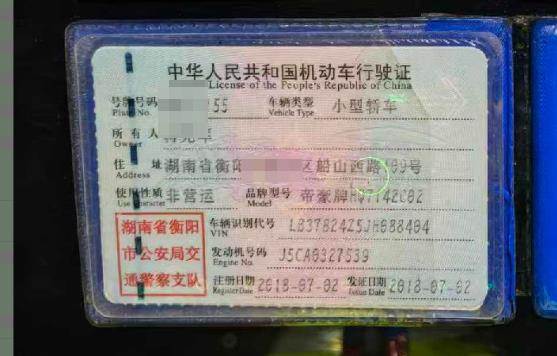 中华人民共和国机动车行驶证
License of the People's Republic of China
号牌号码 55 车辆类型 小型轿车
Plate No. Vehicle Type
所有人
Owner
住址 湖南省衡阳 区船山西路 09号
Address
使用性质 非营运 品牌型号 帝豪牌HQ7142C02
Use Character Model
湖南省衡阳 车辆识别代号 LB37824Z5JH088404
VIN
市公安局交 发动机号码 J5CA0327539
Engine No.
通警察支队 注册日期 2018-07-02 发证日期 2018-07-02
Register Date Issue Date